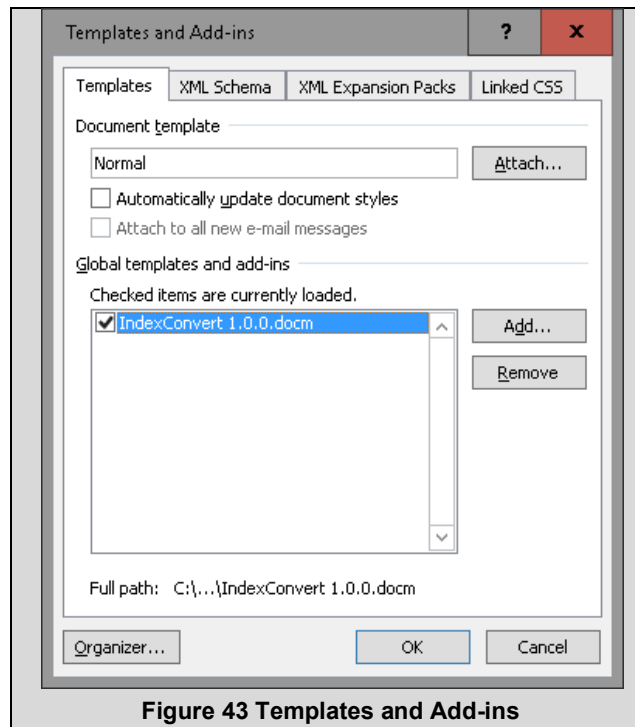 Templates and Add-ins ? x
Templates XML Schema XML Expansion Packs Linked CSS
Document template
Normal Attach...
Automatically update document styles
Attach to all new e-mail messages
Global templates and add-ins
Checked items are currently loaded.
IndexConvert 1.0.0.docm Add...
Remove
Full path: C:\...\IndexConvert 1.0.0.docm
Organizer... OK Cancel
Figure 43 Templates and Add-ins